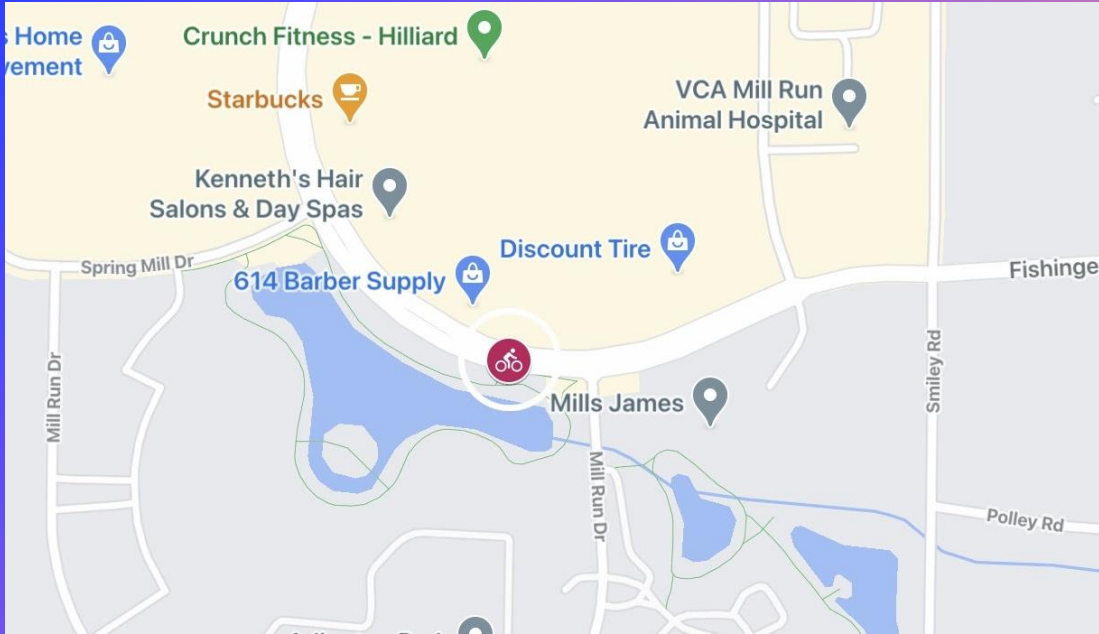 s Home
vement
Crunch Fitness - Hilliard
Starbucks
VCA Mill Run
Animal Hospital
Kenneth's Hair
Salons & Day Spas
Discount Tire
Spring Mill Dr
614 Barber Supply
Fishinge
Mill Run Dr
Smiley Rd
Mills James
Mill Run Dr
Polley Rd